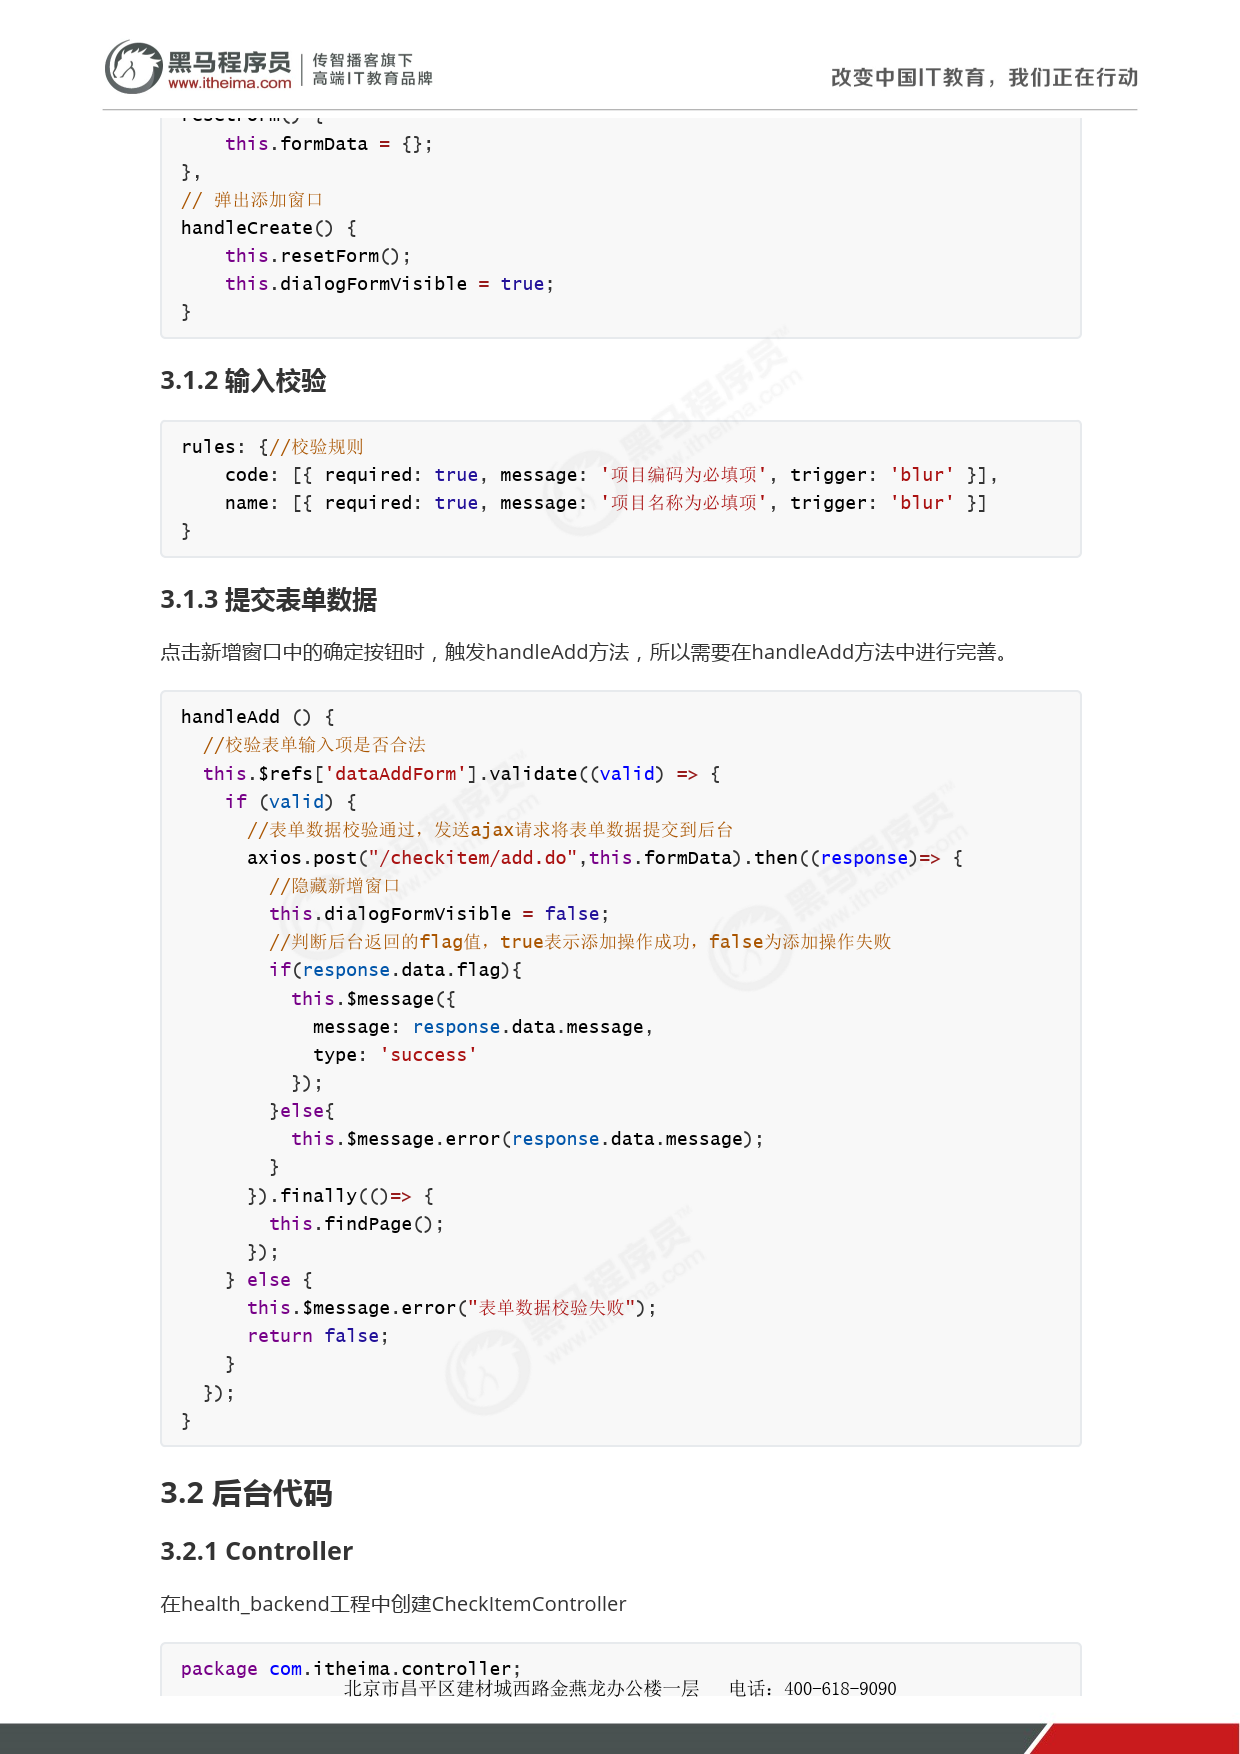 黑马程序员 传智播客旗下
www.itheima.com 高端IT教育品牌
改变中国IT教育，我们正在行动
resetForm() {
    this.formData = {};
},
// 弹出添加窗口
handleCreate() {
    this.resetForm();
    this.dialogFormVisible = true;
}
3.1.2 输入校验
rules: {//校验规则
    code: [{ required: true, message: '项目编码为必填项', trigger: 'blur' }],
    name: [{ required: true, message: '项目名称为必填项', trigger: 'blur' }]
}
3.1.3 提交表单数据
点击新增窗口中的确定按钮时，触发handleAdd方法，所以需要在handleAdd方法中进行完善。
handleAdd () {
  //校验表单输入项是否合法
  this.$refs['dataAddForm'].validate((valid) => {
    if (valid) {
      //表单数据校验通过，发送ajax请求将表单数据提交到后台
      axios.post("/checkitem/add.do",this.formData).then((response)=> {
        //隐藏新增窗口
        this.dialogFormVisible = false;
        //判断后台返回的flag值，true表示添加操作成功，false为添加操作失败
        if(response.data.flag){
          this.$message({
            message: response.data.message,
            type: 'success'
          });
        }else{
          this.$message.error(response.data.message);
        }
      }).finally(()=> {
        this.findPage();
      });
    } else {
      this.$message.error("表单数据校验失败");
      return false;
    }
  });
}
3.2 后台代码
3.2.1 Controller
在health_backend工程中创建CheckItemController
package com.itheima.controller;
北京市昌平区建材城西路金燕龙办公楼一层 电话：400-618-9090